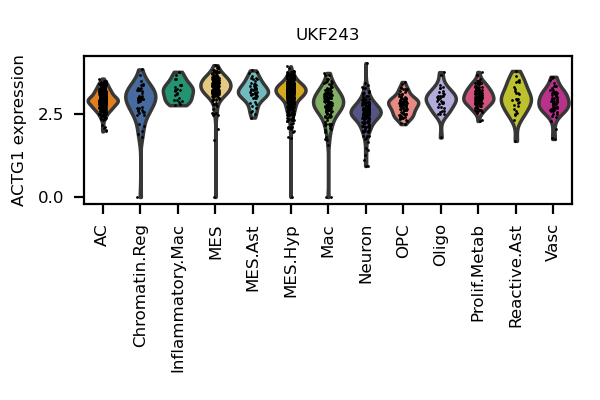 UKF243
ACTG1 expression
2.5
0.0
AC
Chromatin.Reg
Inflammatory.Mac
MES
MES.Ast
MES.Hyp
Mac
Neuron
OPC
Oligo
Prolif.Metab
Reactive.Ast
Vasc